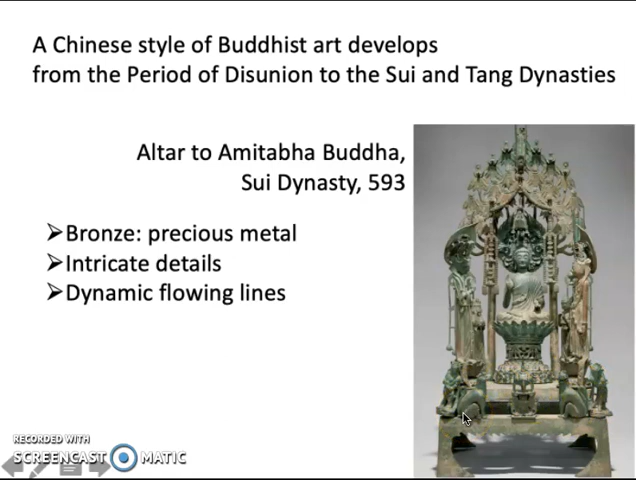 A Chinese style of Buddhist art develops
from the Period of Disunion to the Sui and Tang Dynasties
Altar to Amitabha Buddha,
Sui Dynasty, 593
➢Bronze: precious metal
➢Intricate details
➢Dynamic flowing lines
RECORDED WITH
SCREENCAST MATIC